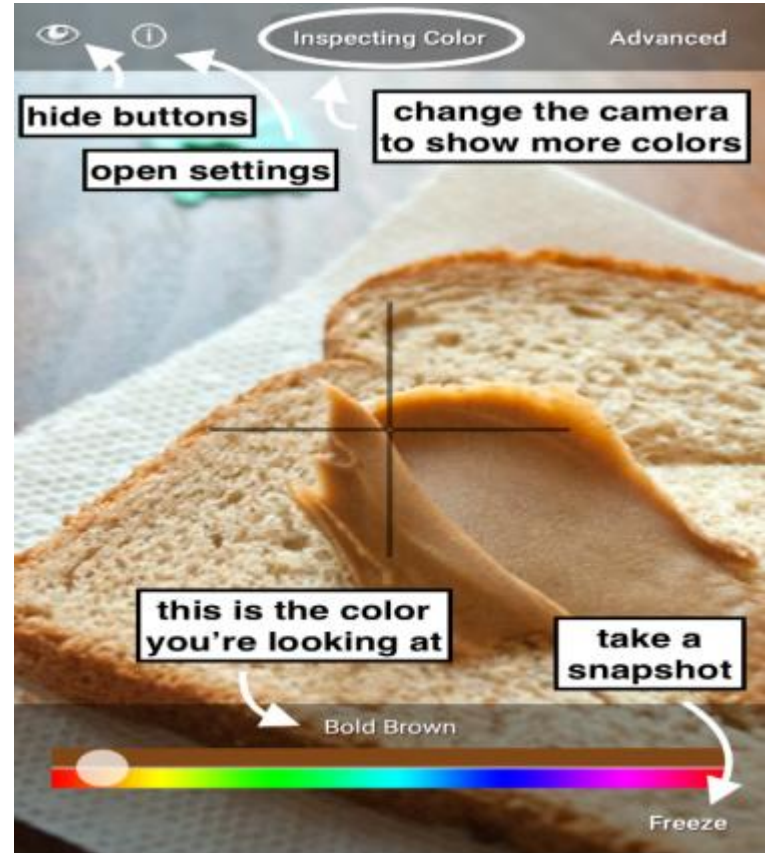 Inspecting Color
Advanced
hide buttons
change the camera
to show more colors
open settings
this is the color
you're looking at
take a
snapshot
Bold Brown
Freeze